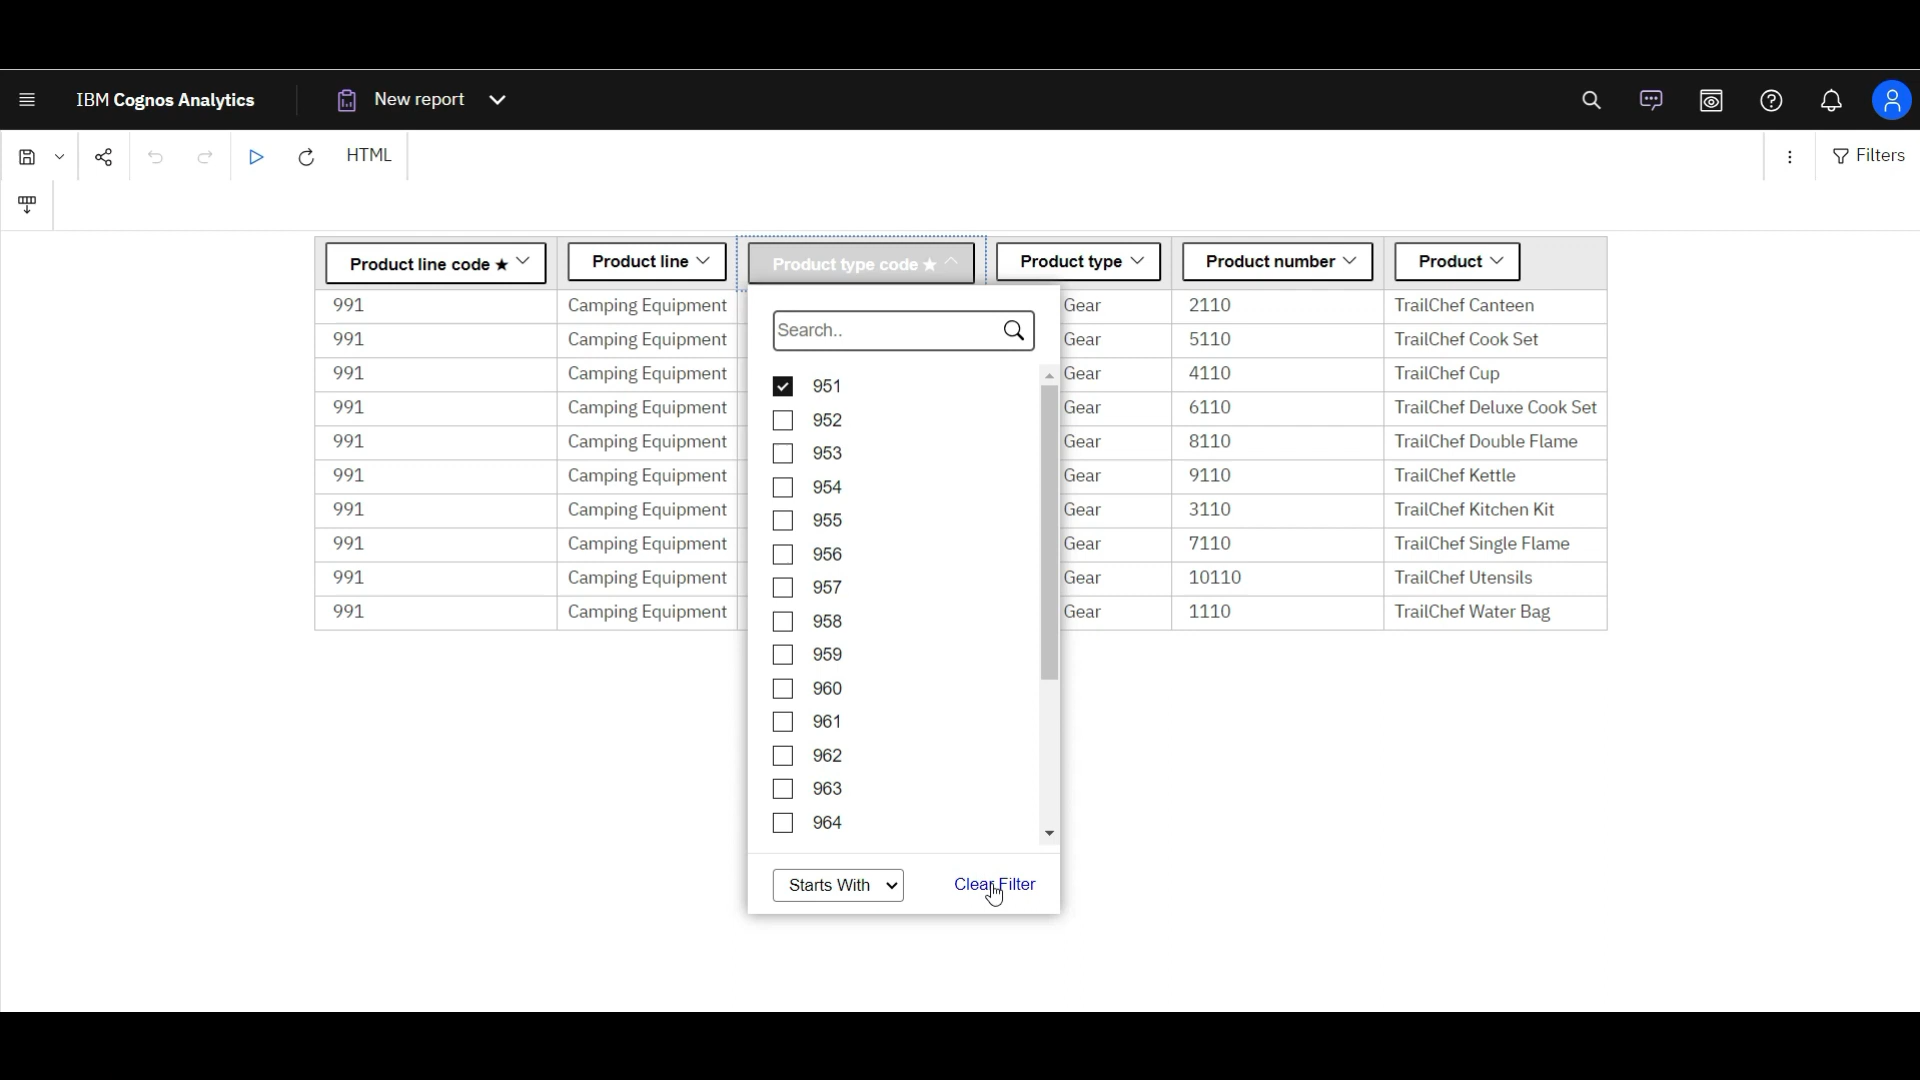 IBM Cognos Analytics New report
HTML Filters
Product line code ★ Product line Product type code ★ Product type Product number Product
991 Camping Equipment Gear 2110 TrailChef Canteen
991 Camping Equipment Gear 5110 TrailChef Cook Set
991 Camping Equipment Gear 4110 TrailChef Cup
991 Camping Equipment Gear 6110 TrailChef Deluxe Cook Set
991 Camping Equipment Gear 8110 TrailChef Double Flame
991 Camping Equipment Gear 9110 TrailChef Kettle
991 Camping Equipment Gear 3110 TrailChef Kitchen Kit
991 Camping Equipment Gear 7110 TrailChef Single Flame
991 Camping Equipment Gear 10110 TrailChef Utensils
991 Camping Equipment Gear 1110 TrailChef Water Bag
Search..
951
952
953
954
955
956
957
958
959
960
961
962
963
964
Starts With Clear Filter